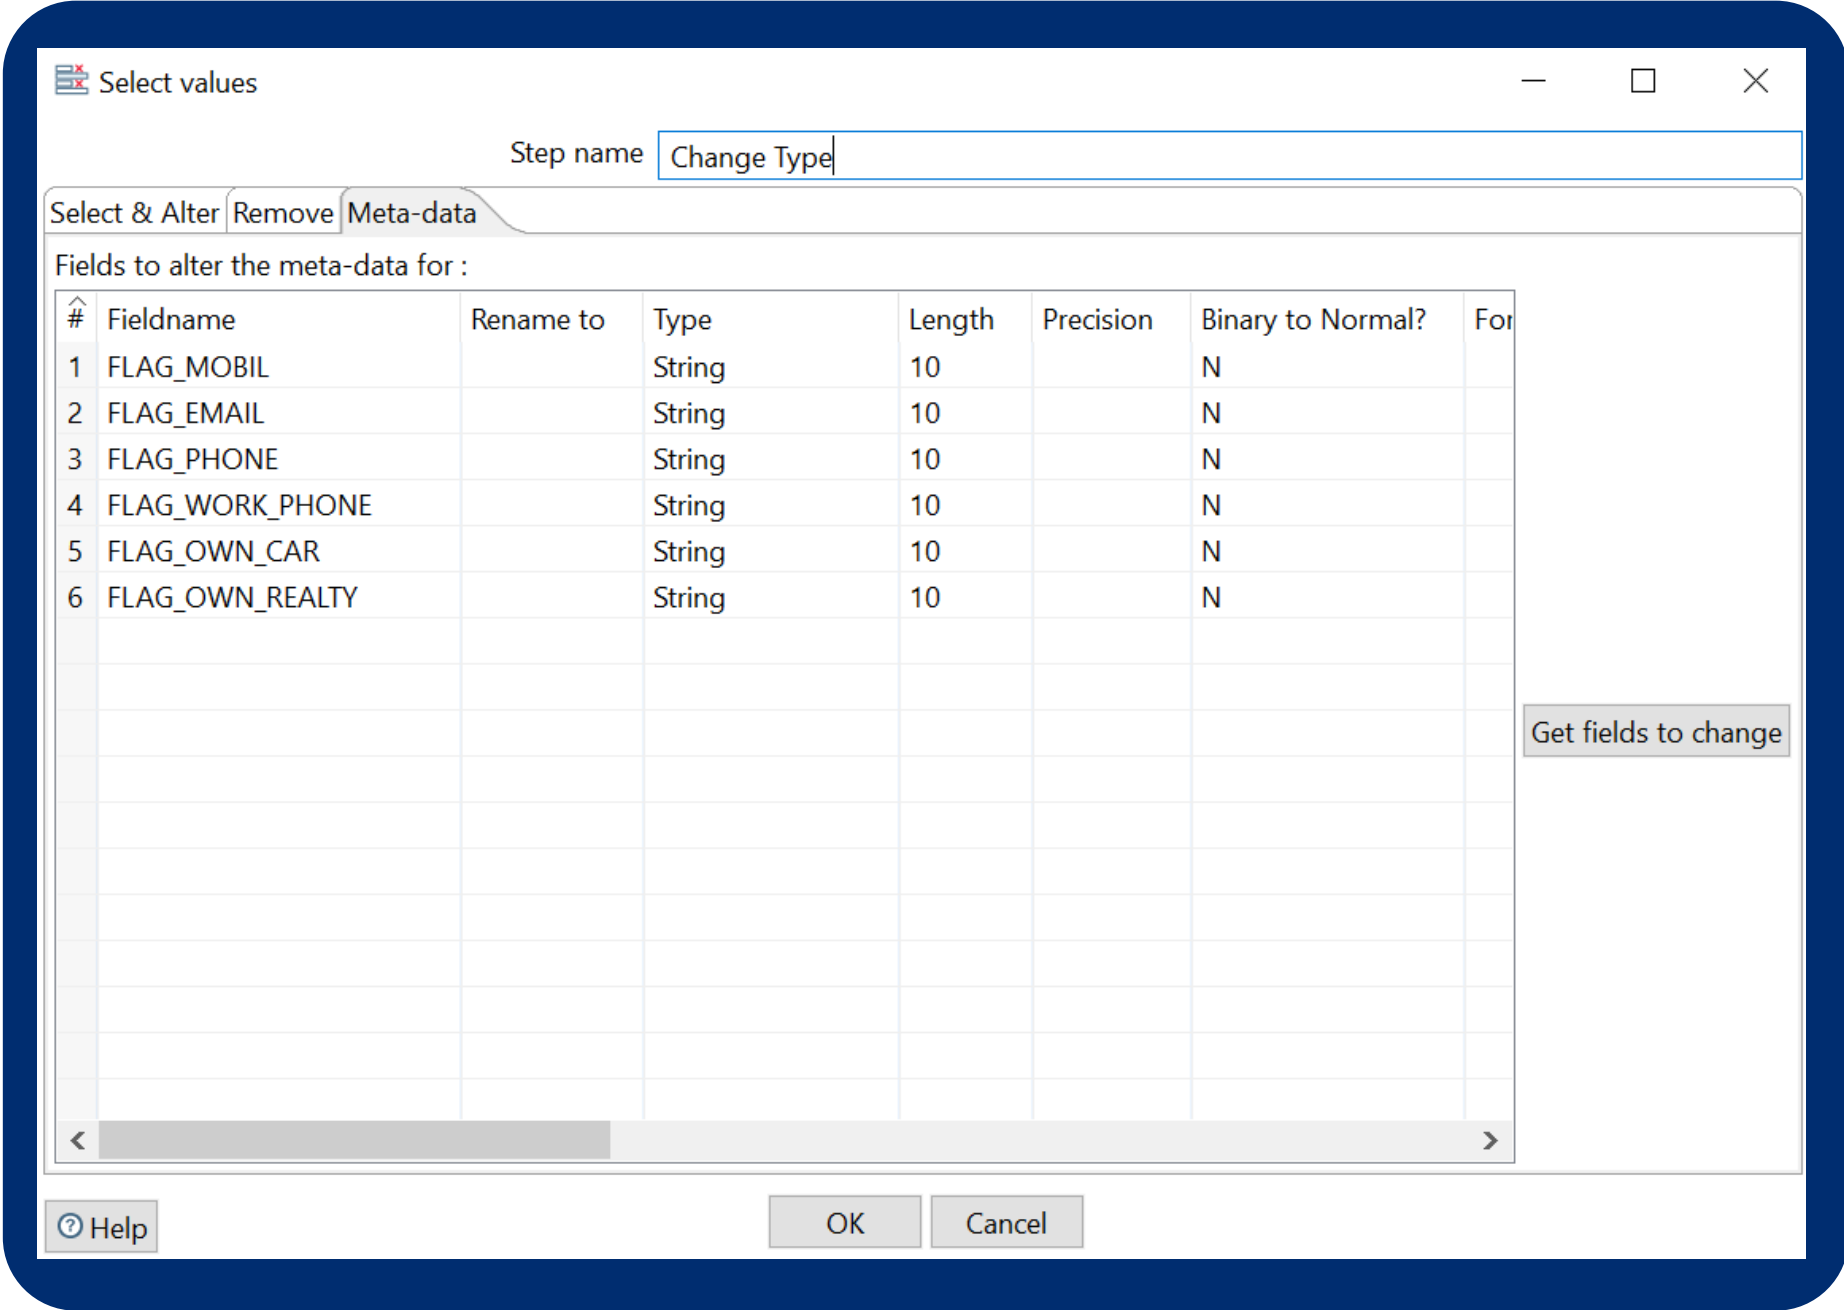 Select values
Step name Change Type
Select & Alter Remove Meta-data
Fields to alter the meta-data for :
# Fieldname Rename to Type Length Precision Binary to Normal? For
1 FLAG_MOBIL String 10 N
2 FLAG_EMAIL String 10 N
3 FLAG_PHONE String 10 N
4 FLAG_WORK_PHONE String 10 N
5 FLAG_OWN_CAR String 10 N
6 FLAG_OWN_REALTY String 10 N
Get fields to change
Help OK Cancel